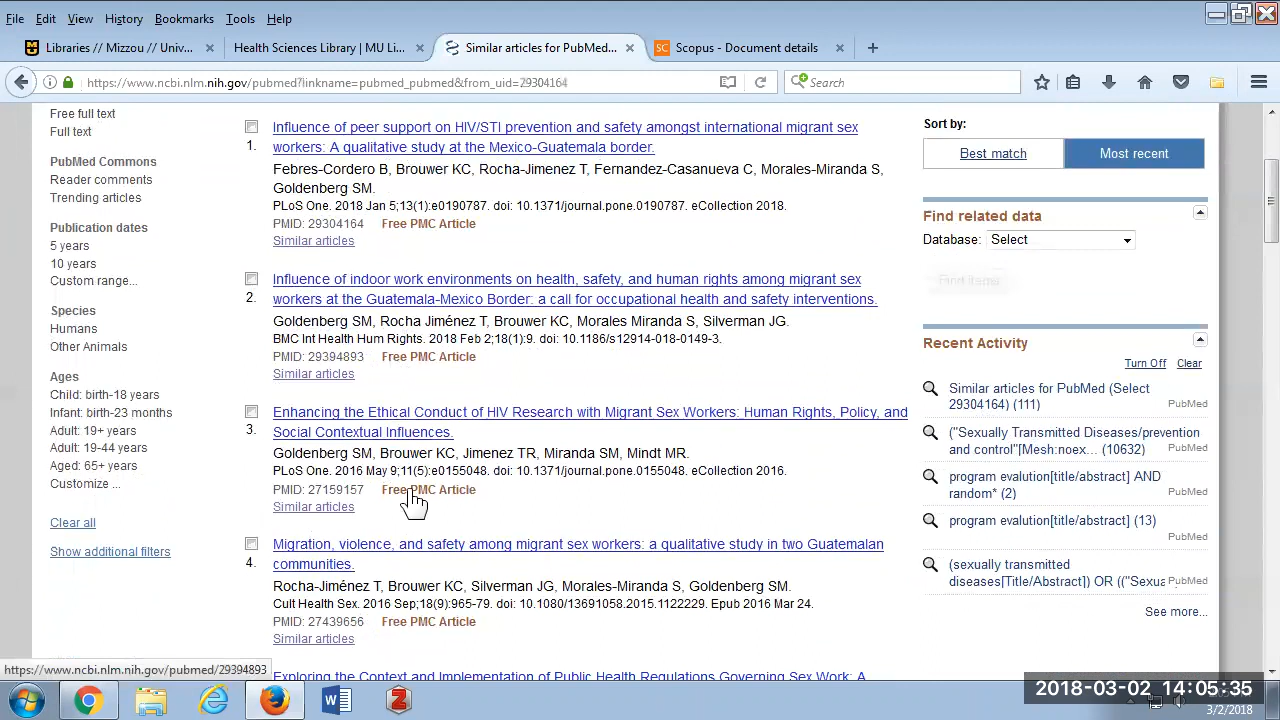 File Edit View History Bookmarks Tools Help
Libraries // Mizzou // Univ... × Health Sciences Library | MU Li... × Similar articles for PubMed... × SC Scopus - Document details × +
https://www.ncbi.nlm.nih.gov/pubmed?linkname=pubmed_pubmed&from_uid=29304164 Search
Free full text
Full text
PubMed Commons
Reader comments
Trending articles
Publication dates
5 years
10 years
Custom range...
Species
Humans
Other Animals
Ages
Child: birth-18 years
Infant: birth-23 months
Adult: 19+ years
Adult: 19-44 years
Aged: 65+ years
Customize ...
Clear all
Show additional filters
1.
Influence of peer support on HIV/STI prevention and safety amongst international migrant sex
workers: A qualitative study at the Mexico-Guatemala border.
Febres-Cordero B, Brouwer KC, Rocha-Jimenez T, Fernandez-Casanueva C, Morales-Miranda S,
Goldenberg SM.
PLoS One. 2018 Jan 5;13(1):e0190787. doi: 10.1371/journal.pone.0190787. eCollection 2018.
PMID: 29304164 Free PMC Article
Similar articles
2.
Influence of indoor work environments on health, safety, and human rights among migrant sex
workers at the Guatemala-Mexico Border: a call for occupational health and safety interventions.
Goldenberg SM, Rocha Jiménez T, Brouwer KC, Morales Miranda S, Silverman JG.
BMC Int Health Hum Rights. 2018 Feb 2;18(1):9. doi: 10.1186/s12914-018-0149-3.
PMID: 29394893 Free PMC Article
Similar articles
3.
Enhancing the Ethical Conduct of HIV Research with Migrant Sex Workers: Human Rights, Policy, and
Social Contextual Influences.
Goldenberg SM, Brouwer KC, Jimenez TR, Miranda SM, Mindt MR.
PLoS One. 2016 May 9;11(5):e0155048. doi: 10.1371/journal.pone.0155048. eCollection 2016.
PMID: 27159157 Free PMC Article
Similar articles
4.
Migration, violence, and safety among migrant sex workers: a qualitative study in two Guatemalan
communities.
Rocha-Jiménez T, Brouwer KC, Silverman JG, Morales-Miranda S, Goldenberg SM.
Cult Health Sex. 2016 Sep;18(9):965-79. doi: 10.1080/13691058.2015.1122229. Epub 2016 Mar 24.
PMID: 27439656 Free PMC Article
Similar articles
Exploring the Context and Implementation of Public Health Regulations Governing Sex Work: A
Sort by:
Best match Most recent
Find related data
Database: Select
Find items
Recent Activity
Turn Off Clear
Similar articles for PubMed (Select
29304164) (111) PubMed
("Sexually Transmitted Diseases/prevention
and control"[Mesh:noex... (10632) PubMed
program evalution[title/abstract] AND
random* (2) PubMed
program evalution[title/abstract] (13)
PubMed
(sexually transmitted
diseases[Title/Abstract]) OR (("Sexua... PubMed
See more...
https://www.ncbi.nlm.nih.gov/pubmed/29394893
2018-03-02 14:05:35
3/2/2018